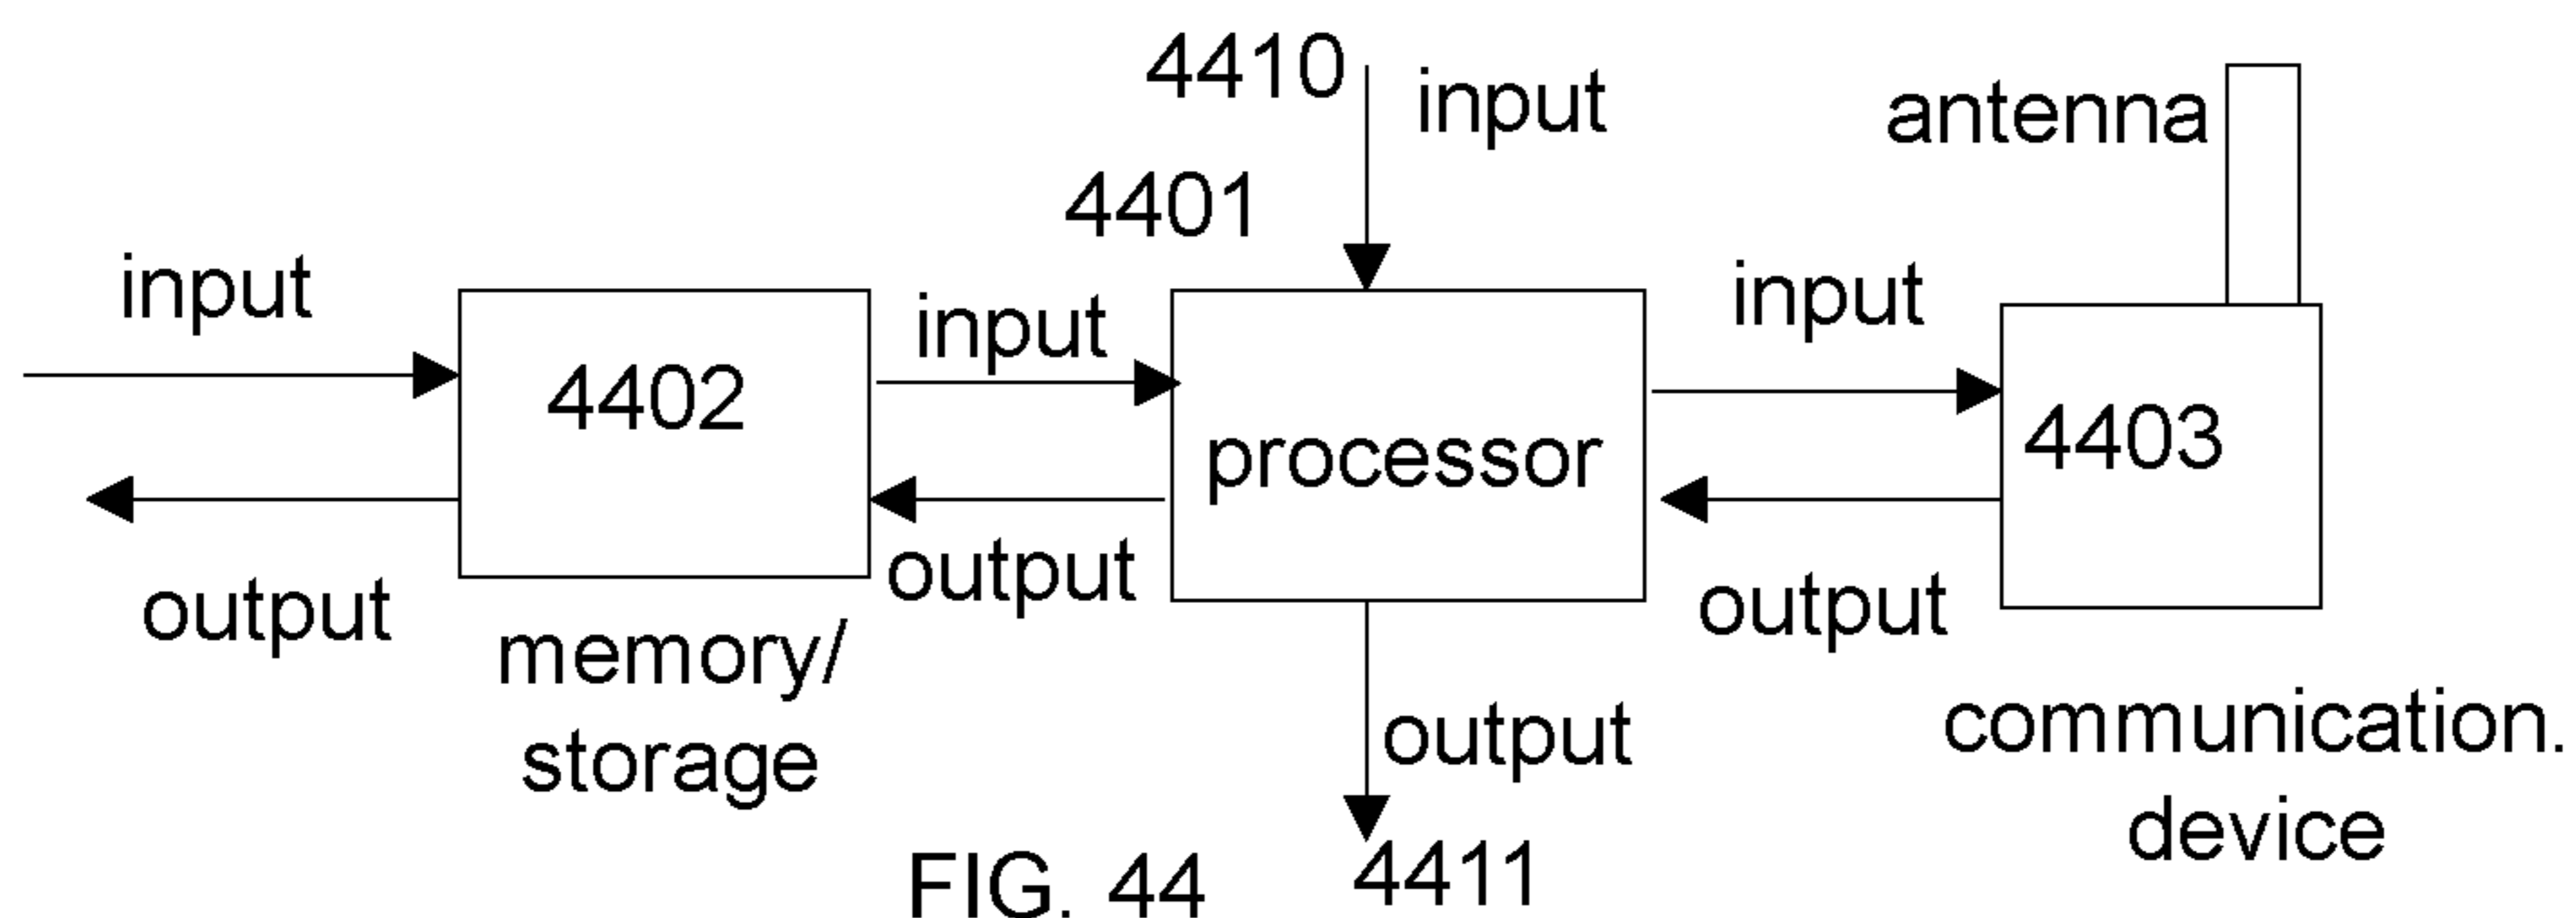 4410
input
antenna
4401
input
input
input
4402
4403
processor
output
output
output
memory/
storage
output
communication.
device
FIG. 44
4411